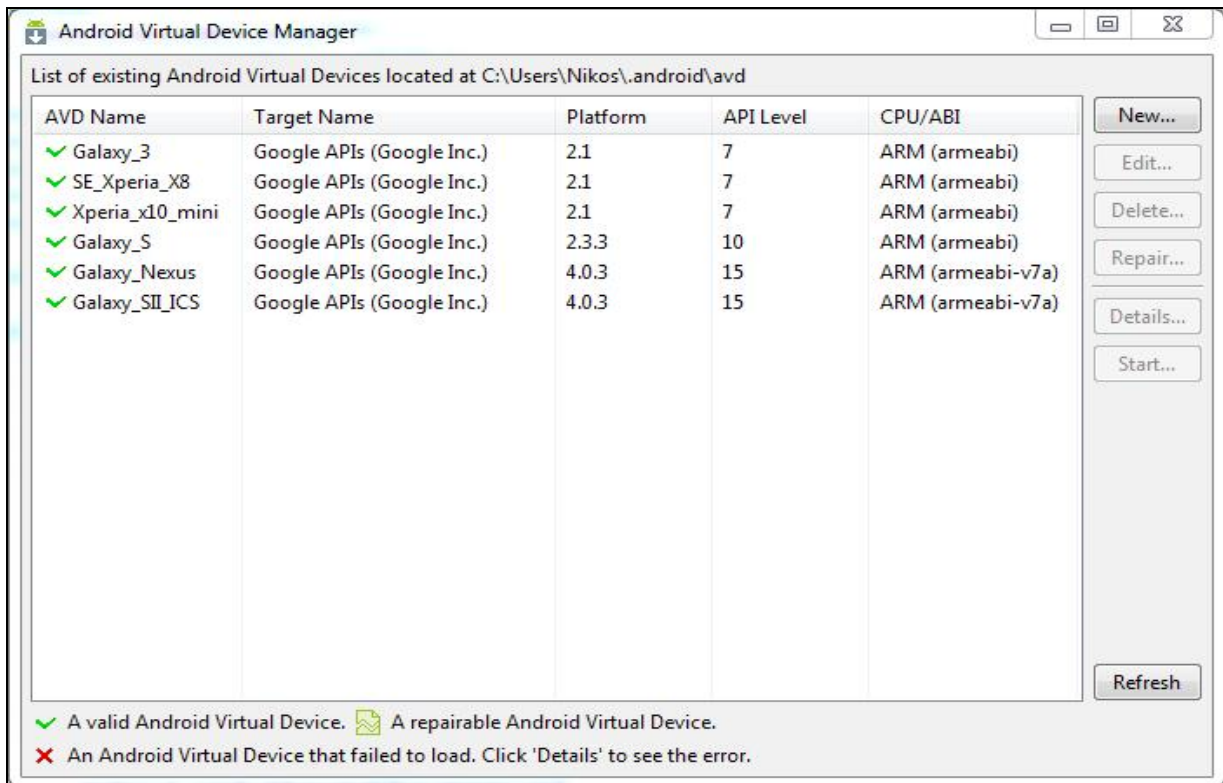 Android Virtual Device Manager
List of existing Android Virtual Devices located at C:\Users\Nikos\.android\avd
AVD Name Target Name Platform API Level CPU/ABI
Galaxy_3 Google APIs (Google Inc.) 2.1 7 ARM (armeabi)
SE_Xperia_X8 Google APIs (Google Inc.) 2.1 7 ARM (armeabi)
Xperia_x10_mini Google APIs (Google Inc.) 2.1 7 ARM (armeabi)
Galaxy_S Google APIs (Google Inc.) 2.3.3 10 ARM (armeabi)
Galaxy_Nexus Google APIs (Google Inc.) 4.0.3 15 ARM (armeabi-v7a)
Galaxy_SII_ICS Google APIs (Google Inc.) 4.0.3 15 ARM (armeabi-v7a)
New...
Edit...
Delete...
Repair...
Details...
Start...
Refresh
A valid Android Virtual Device. A repairable Android Virtual Device.
An Android Virtual Device that failed to load. Click 'Details' to see the error.